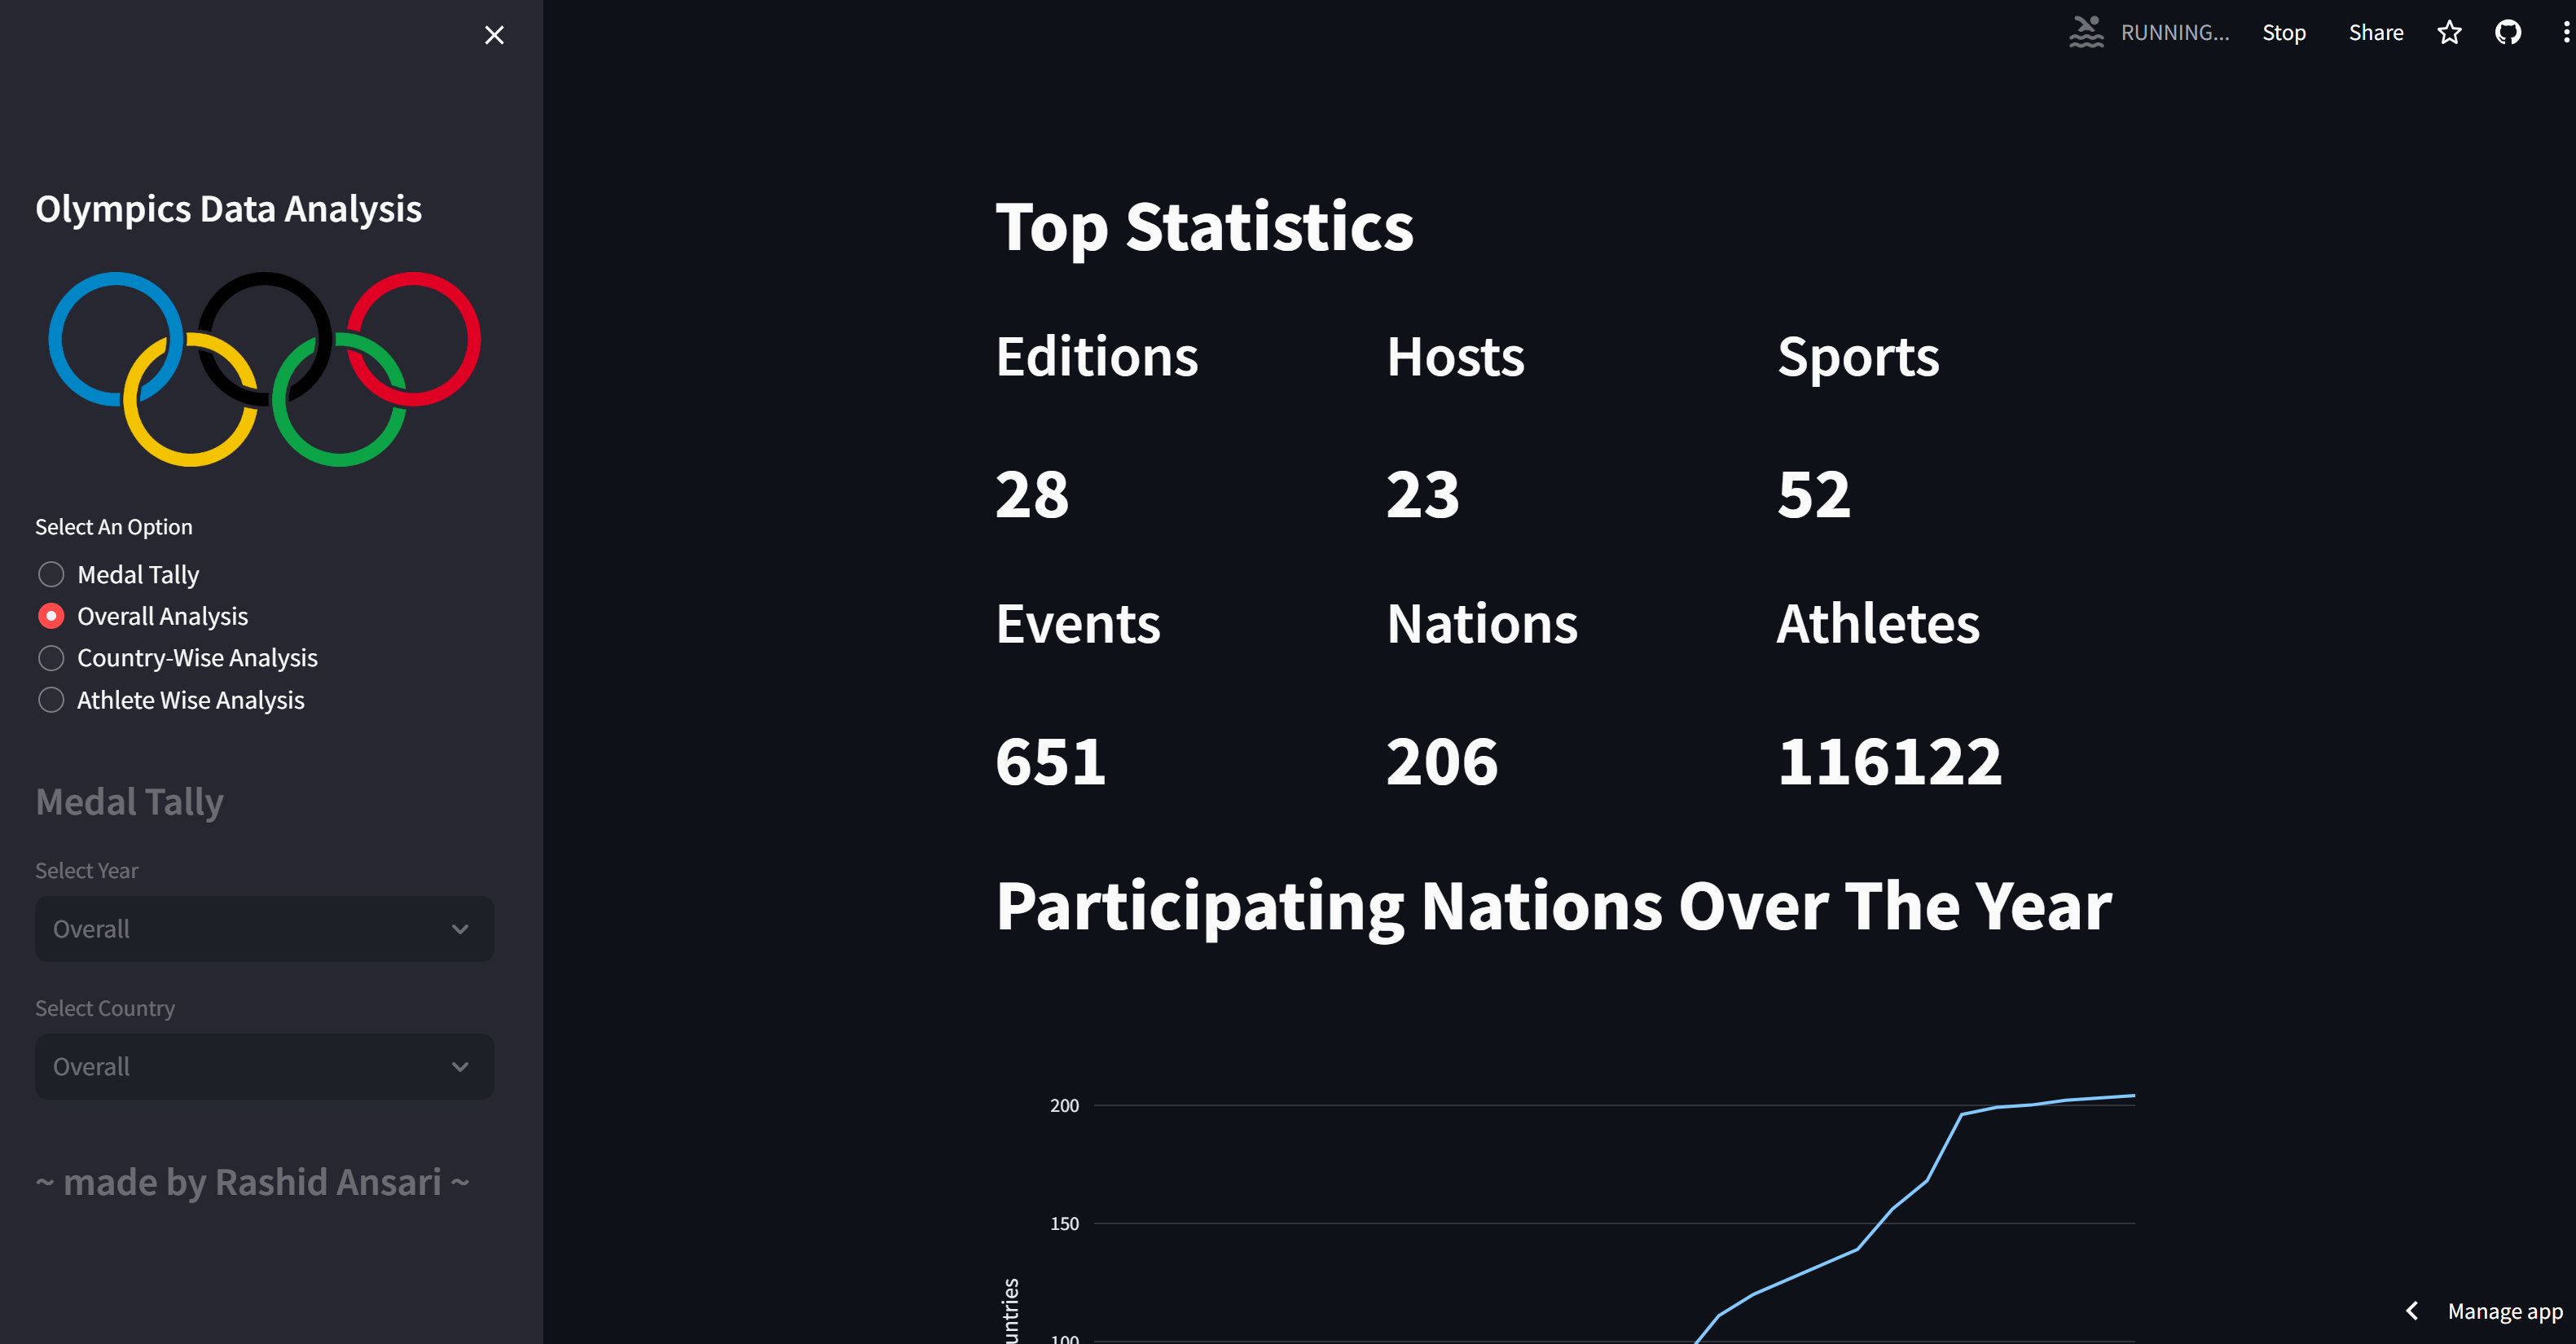 RUNNING...
Stop
Share
Olympics Data Analysis
Select An Option
Medal Tally
Overall Analysis
Country-Wise Analysis
Athlete Wise Analysis
Medal Tally
Select Year
Overall
Select Country
Overall
~ made by Rashid Ansari ~
Top Statistics
Editions
Hosts
Sports
28
23
52
Events
Nations
Athletes
651
206
116122
Participating Nations Over The Year
200
150
100
Manage app